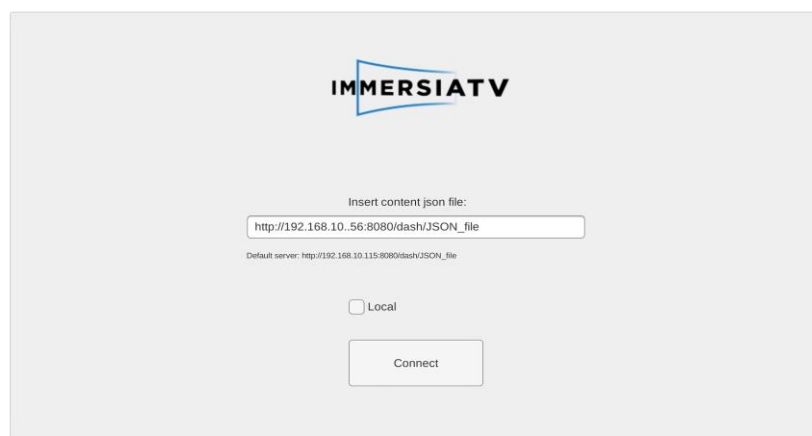 IMMERSIATV
Insert content json file:
http://192.168.10..56:8080/dash/JSON_file
Default server: http://192.168.10.115:8080/dash/JSON_file
Local
Connect